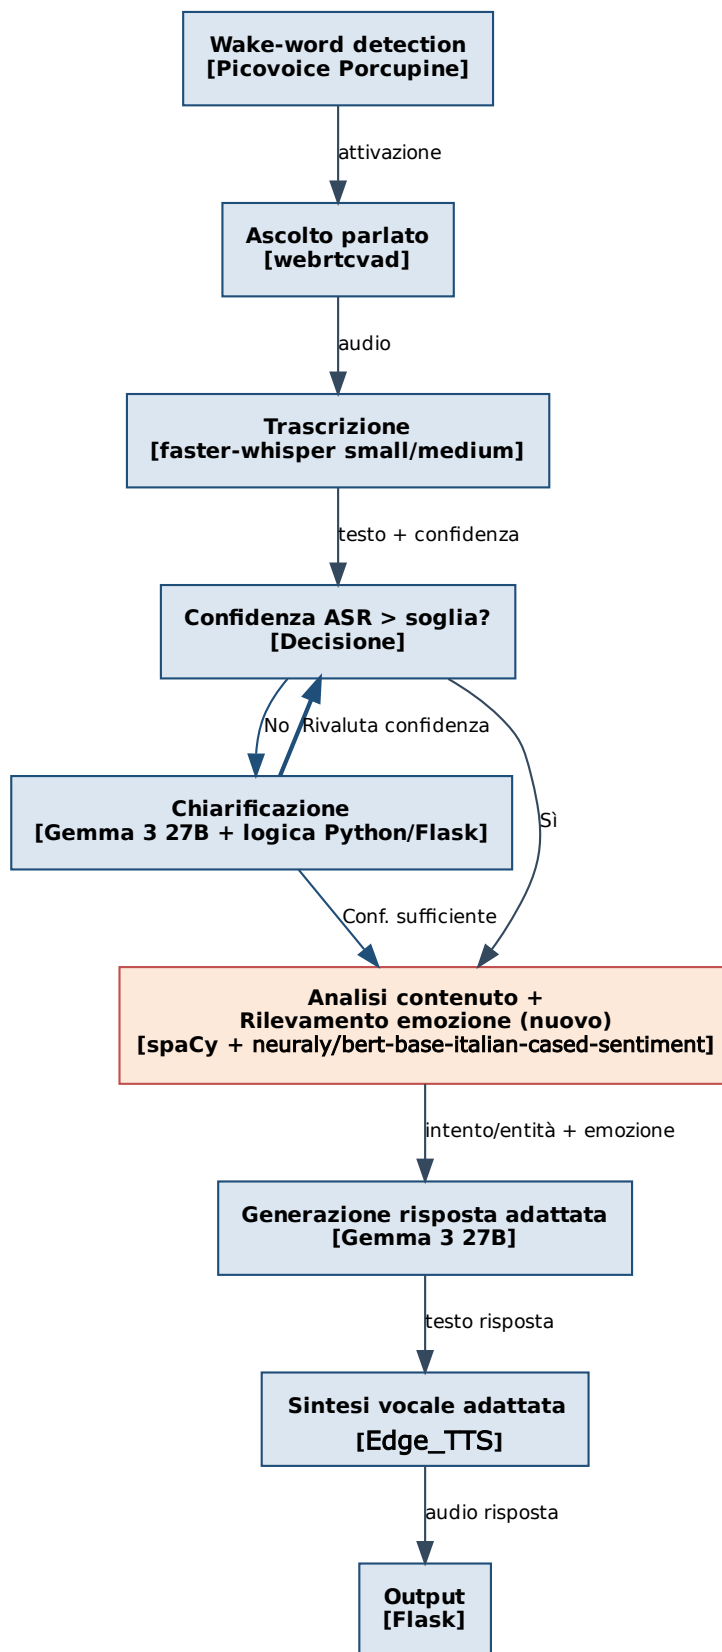 Wake-word detection
[Picovoice Porcupine]
attivazione
Ascolto parlato
[webrtcvad]
audio
Trascrizione
[faster-whisper small/medium]
testo + confidenza
Confidenza ASR > soglia?
[Decisione]
No
Rivaluta confidenza
Chiarificazione
[Gemma 3 27B + logica Python/Flask]
Sì
Conf. sufficiente
Analisi contenuto +
Rilevamento emozione (nuovo)
[spaCy + neuraly/bert-base-italian-cased-sentiment]
intento/entità + emozione
Generazione risposta adattata
[Gemma 3 27B]
testo risposta
Sintesi vocale adattata
[Edge_TTS]
audio risposta
Output
[Flask]